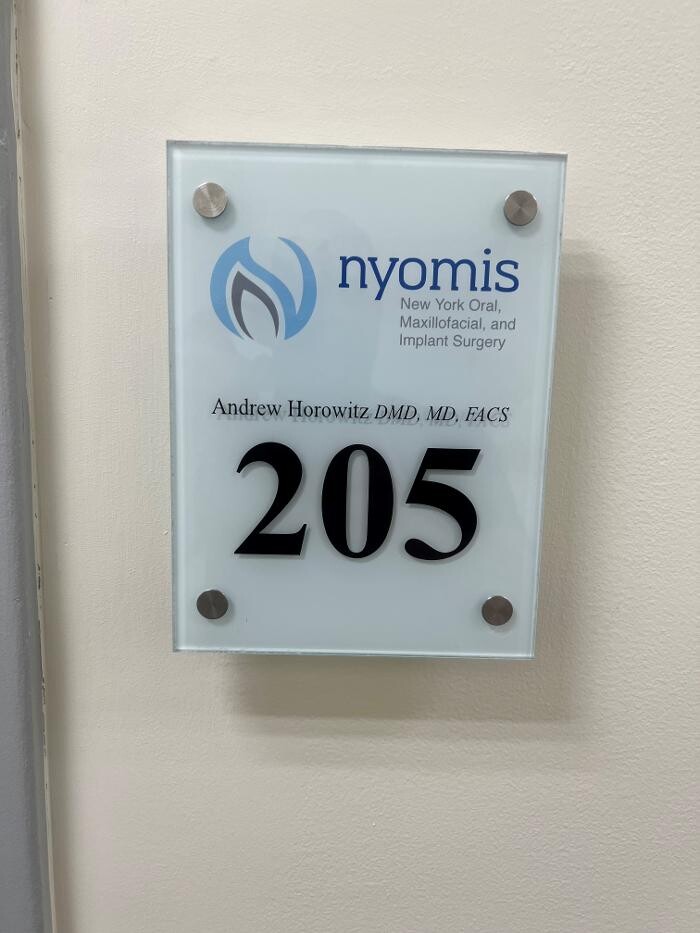 nyomis
New York Oral,
Maxillofacial, and
Implant Surgery
Andrew Horowitz DMD, MD, FACS
205